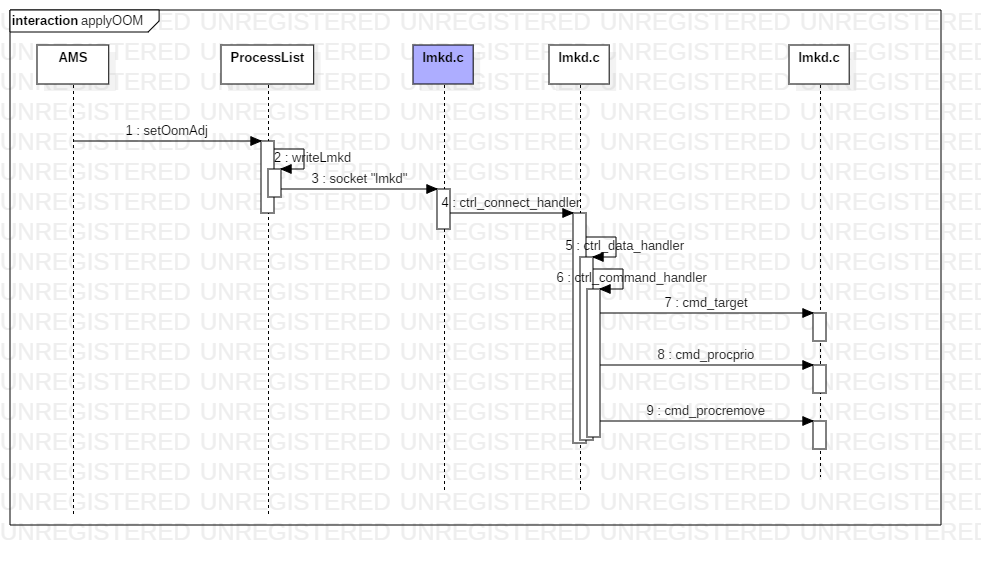 interaction applyOOM
AMS
ProcessList
lmkd.c
lmkd.c
lmkd.c
1 : setOomAdj
2 : writeLmkd
3 : socket "lmkd"
4 : ctrl_connect_handler
5 : ctrl_data_handler
6 : ctrl_command_handler
7 : cmd_target
8 : cmd_procprio
9 : cmd_procremove
UNREGISTERED UNREGISTERED UNREGISTERED UNREGISTERED UNREGISTERED